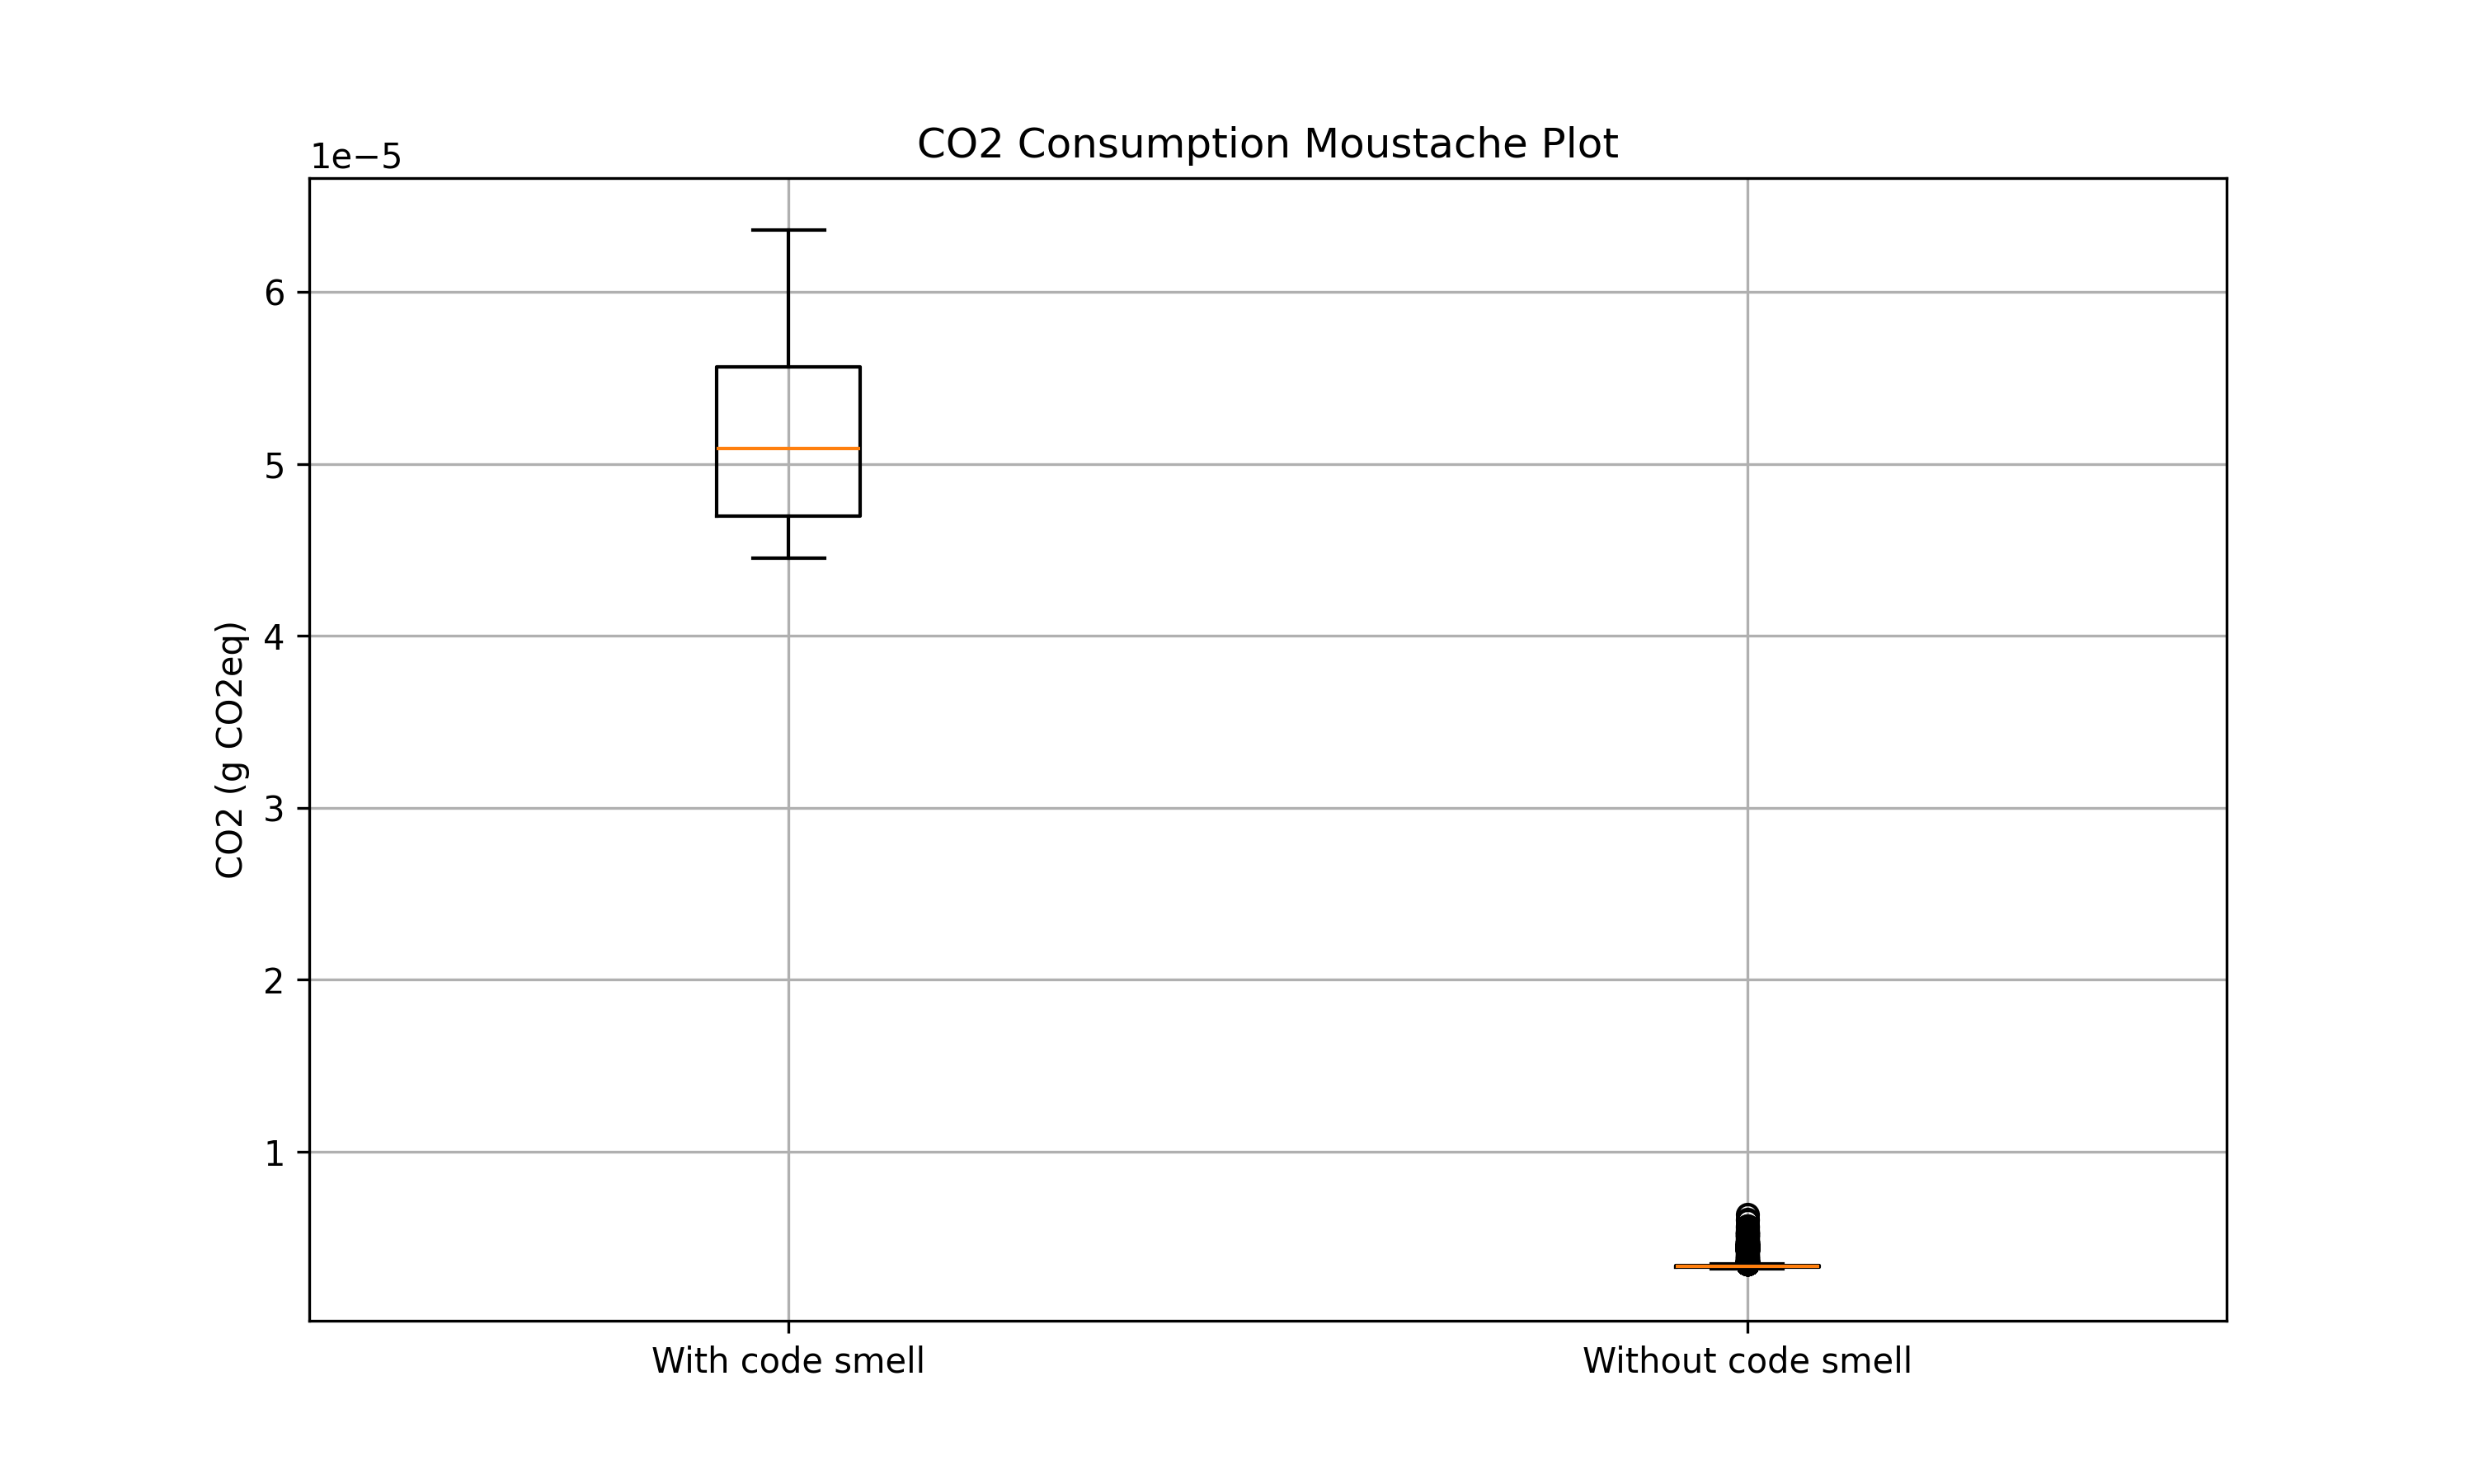 CO2 Consumption Moustache Plot
1e−5
6
5
4
3
2
1
CO2 (g CO2eq)
With code smell
Without code smell